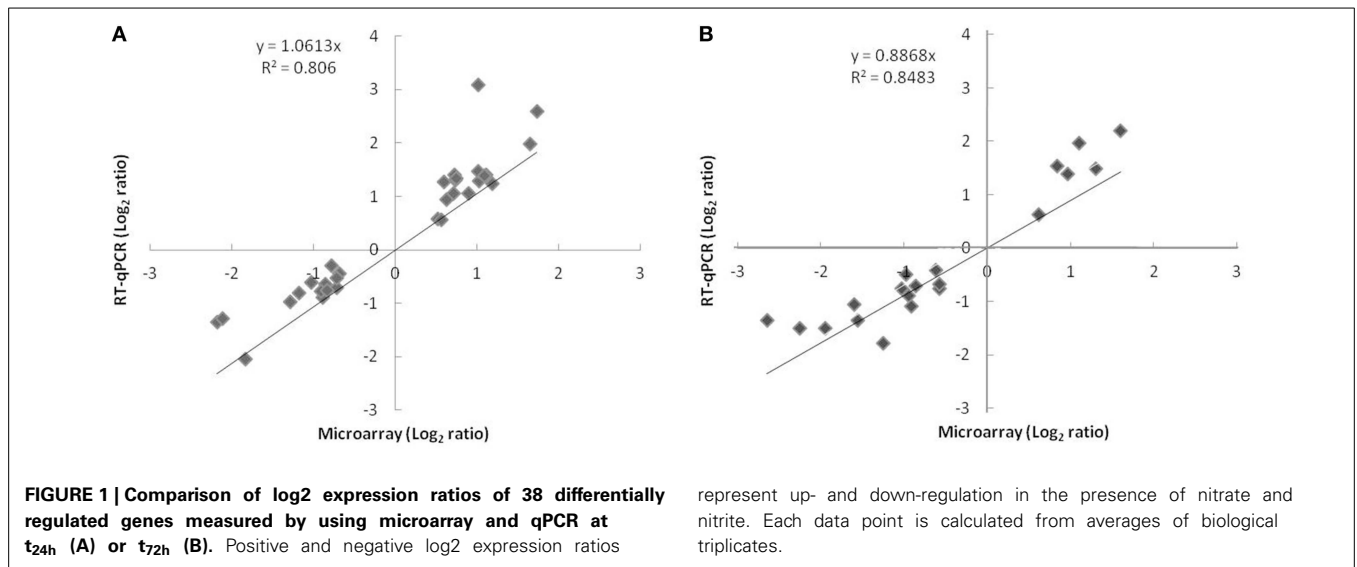 A
y = 1.0613x
R² = 0.806
RT-qPCR (Log₂ ratio)
4
3
2
1
0
-1
-2
-3
-3 -2 -1 0 1 2 3
Microarray (Log₂ ratio)
B
y = 0.8868x
R² = 0.8483
RT-qPCR (Log₂ ratio)
4
3
2
1
0
-1
-2
-3
-3 -2 -1 0 1 2 3
Microarray (Log₂ ratio)
FIGURE 1 | Comparison of log2 expression ratios of 38 differentially
regulated genes measured by using microarray and qPCR at
t₂₄ₕ (A) or t₇₂ₕ (B). Positive and negative log2 expression ratios
represent up- and down-regulation in the presence of nitrate and
nitrite. Each data point is calculated from averages of biological
triplicates.